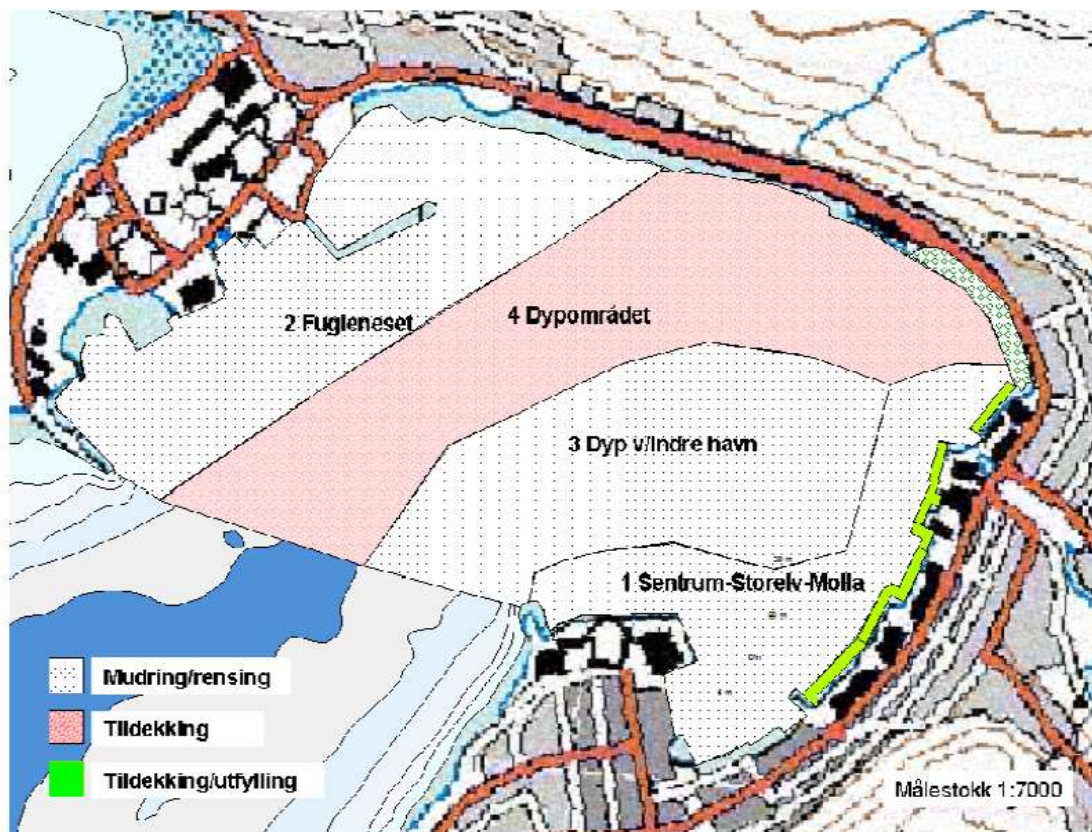 2 Fugleneset
4 Dypområdet
3 Dyp v/Indre havn
1 Sentrum-Storelv-Molla
Mudring/rensing
Tildekking
Tildekking/utfylling
Målestokk 1:7000